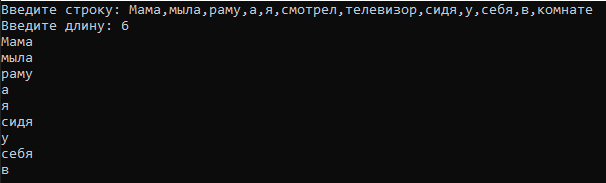 Введите строку: Мама,мыла,раму,а,я,смотрел,телевизор,сидя,у,себя,в,комнате
Введите длину: 6
Мама
мыла
раму
а
я
сидя
у
себя
в